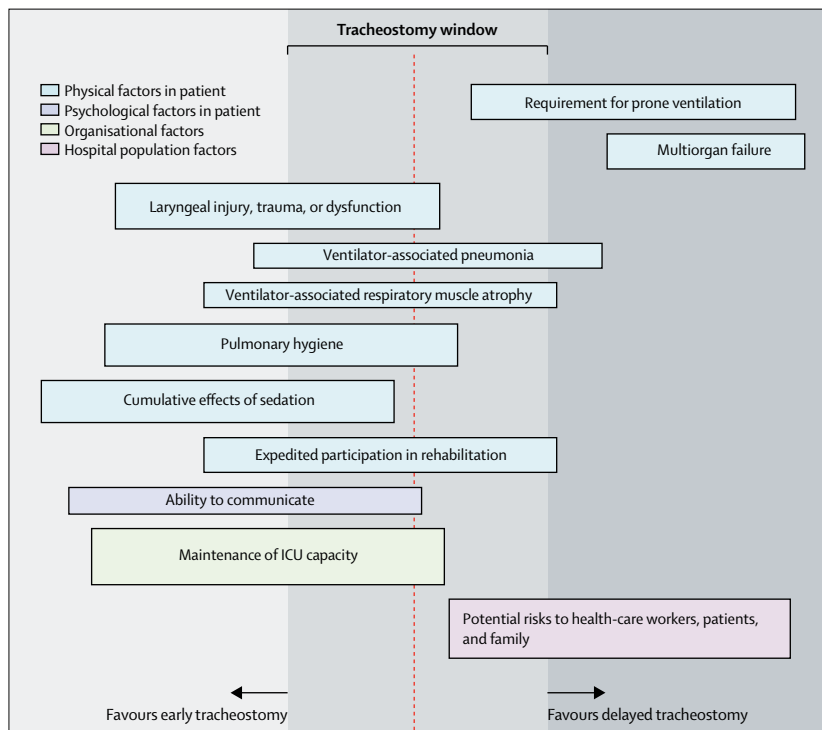 Tracheostomy window
Physical factors in patient
Psychological factors in patient
Organisational factors
Hospital population factors
Requirement for prone ventilation
Multiorgan failure
Laryngeal injury, trauma, or dysfunction
Ventilator-associated pneumonia
Ventilator-associated respiratory muscle atrophy
Pulmonary hygiene
Cumulative effects of sedation
Expedited participation in rehabilitation
Ability to communicate
Maintenance of ICU capacity
Potential risks to health-care workers, patients,
and family
Favours early tracheostomy
Favours delayed tracheostomy